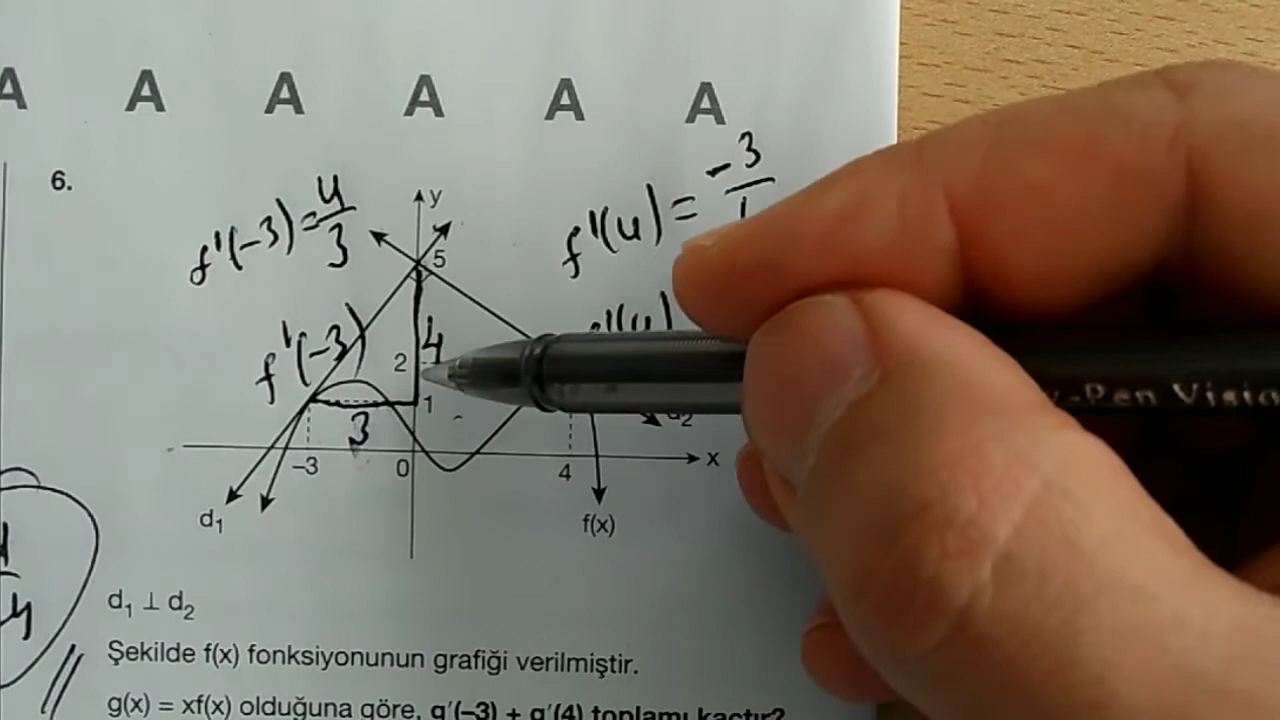 A A A A A A
6.
f'(-3)=4/3
y
f'(4)=-3/
5
f'(-3)
2
4
1
3
d₂
-Pen Visio
-3
0
4
x
d₁
f(x)
d₁ ⊥ d₂
Şekilde f(x) fonksiyonunun grafiği verilmiştir.
g(x) = xf(x) olduğuna göre, g'(–3) + g'(4) toplamı kaçtır?